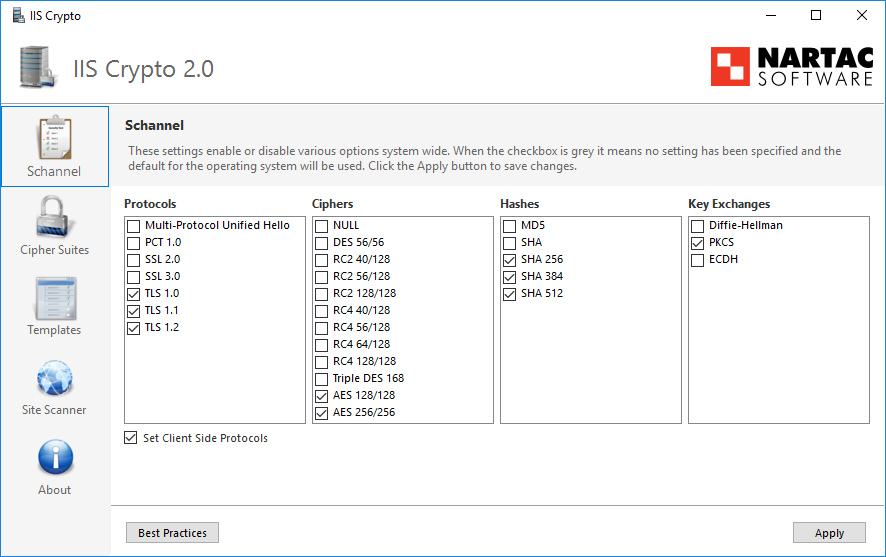 IIS Crypto
IIS Crypto 2.0
NARTAC
SOFTWARE
Schannel
Cipher Suites
Templates
Site Scanner
About
Schannel
These settings enable or disable various options system wide. When the checkbox is grey it means no setting has been specified and the
default for the operating system will be used. Click the Apply button to save changes.
Protocols
Multi-Protocol Unified Hello
PCT 1.0
SSL 2.0
SSL 3.0
TLS 1.0
TLS 1.1
TLS 1.2
Ciphers
NULL
DES 56/56
RC2 40/128
RC2 56/128
RC2 128/128
RC4 40/128
RC4 56/128
RC4 64/128
RC4 128/128
Triple DES 168
AES 128/128
AES 256/256
Hashes
MD5
SHA
SHA 256
SHA 384
SHA 512
Key Exchanges
Diffie-Hellman
PKCS
ECDH
Set Client Side Protocols
Best Practices
Apply